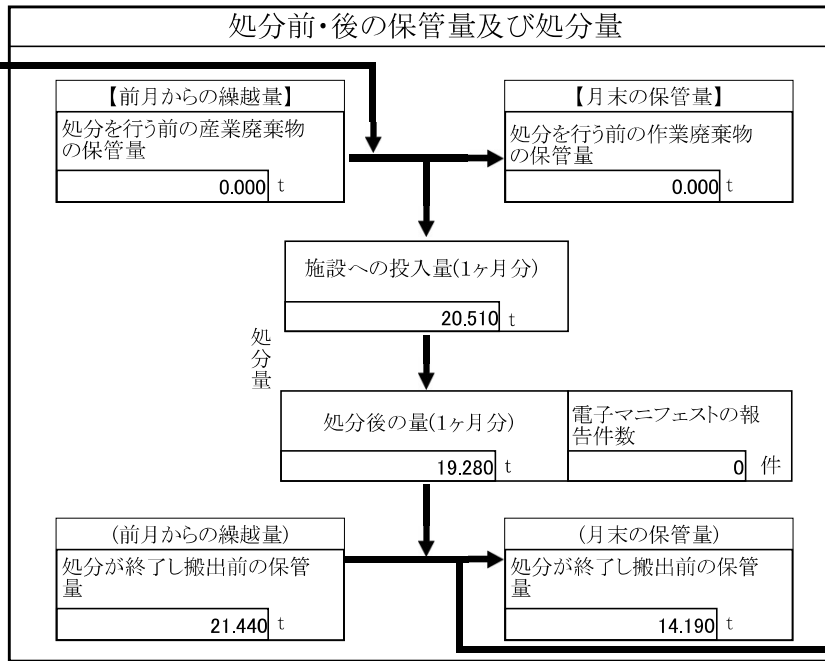 処分前・後の保管量及び処分量
【前月からの繰越量】
処分を行う前の産業廃棄物
の保管量
0.000 t
【月末の保管量】
処分を行う前の作業廃棄物
の保管量
0.000 t
施設への投入量(1ヶ月分)
20.510 t
処分量
処分後の量(1ヶ月分)
19.280 t
電子マニフェストの報
告件数
0 件
(前月からの繰越量)
処分が終了し搬出前の保管
量
21.440 t
(月末の保管量)
処分が終了し搬出前の保管
量
14.190 t